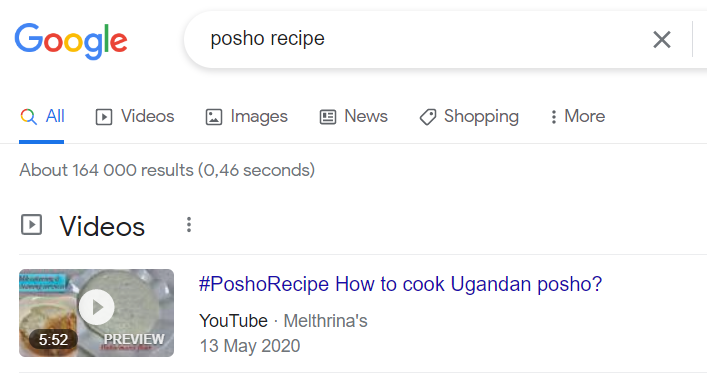 Google
posho recipe
All Videos Images News Shopping More
About 164 000 results (0,46 seconds)
Videos
#PoshoRecipe How to cook Ugandan posho?
YouTube · Melthrina's
13 May 2020
5:52 PREVIEW